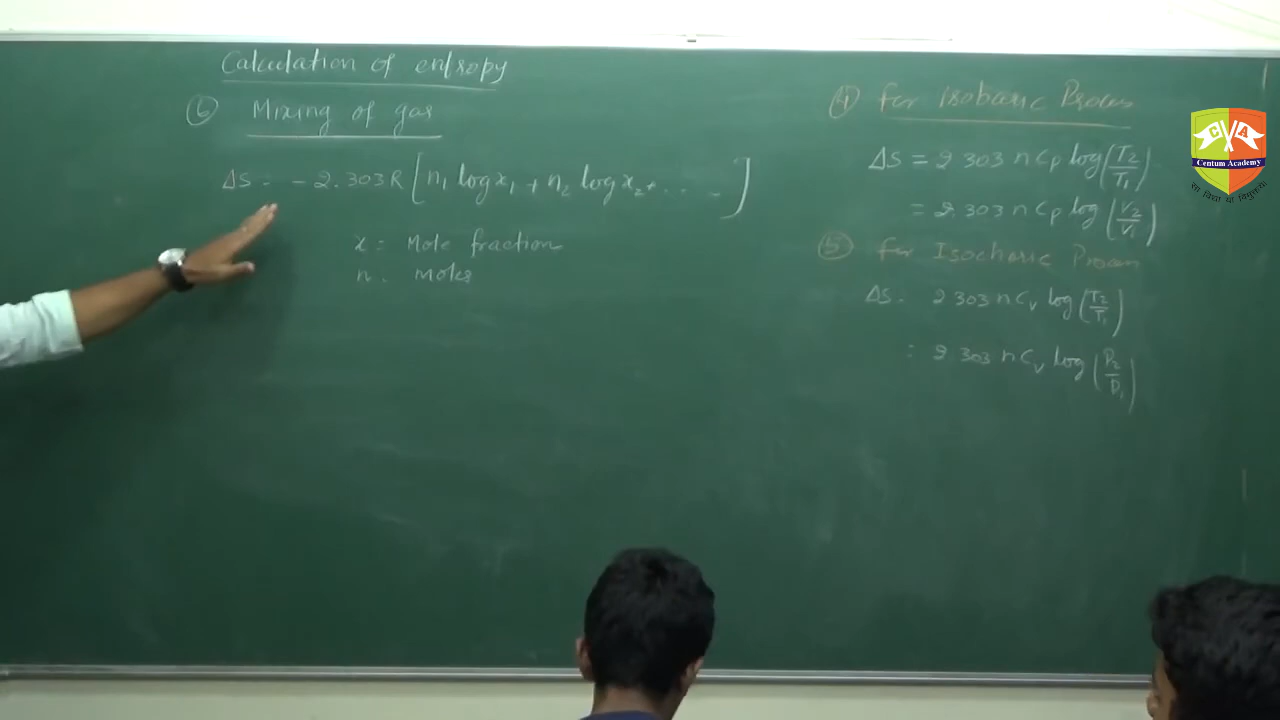 Calculation of entropy
⑥ Mixing of gas
ΔS = - 2.303R [ n₁ log x₁ + n₂ log x₂ + . . . . ]
x = Mole fraction
n = Moles
④ For Isobaric Process
ΔS = 2.303 n Cp log (T₂/T₁)
= 2.303 n Cp log (V₂/V₁)
⑤ For Isochoric Process
ΔS = 2.303 n Cv log (T₂/T₁)
= 2.303 n Cv log (P₂/P₁)
C A
Centum Academy
सा विद्या या विमुक्तये